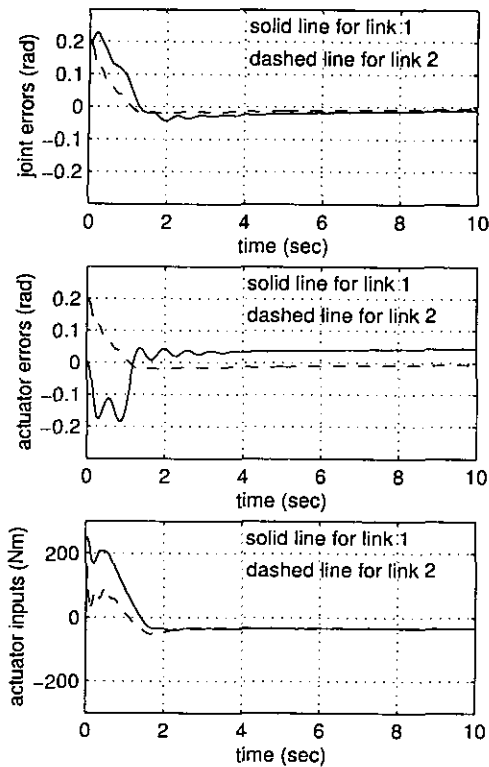 solid line for link 1
dashed line for link 2
joint errors (rad)
0.2
0.1
0
−0.1
−0.2
0 2 4 6 8 10
time (sec)
solid line for link 1
dashed line for link 2
actuator errors (rad)
0.2
0.1
0
−0.1
−0.2
0 2 4 6 8 10
time (sec)
solid line for link 1
dashed line for link 2
actuator inputs (Nm)
200
0
−200
0 2 4 6 8 10
time (sec)